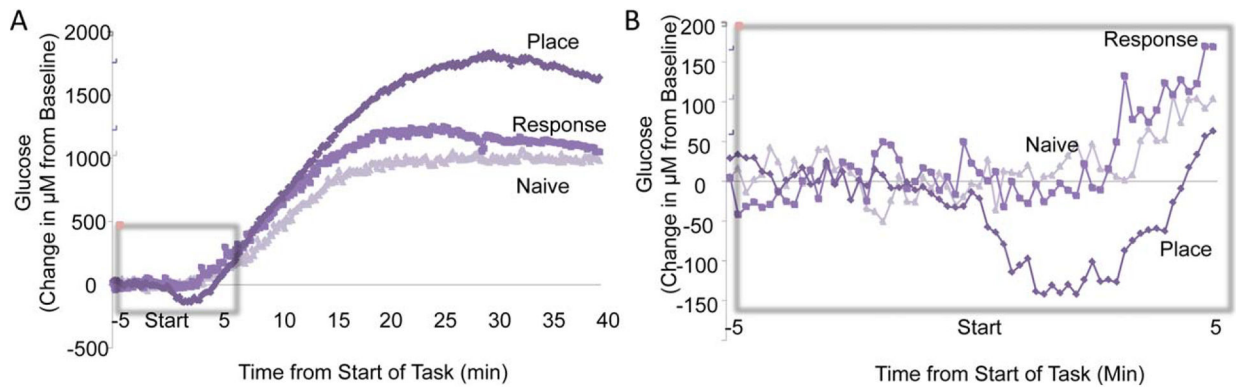 A
Glucose
(Change in µM from Baseline)
2000
1500
1000
500
0
-500
Place
Response
Naive
-5 Start 5 10 15 20 25 30 35 40
Time from Start of Task (min)
B
Glucose
(Change in µM from Baseline)
200
150
100
50
0
-50
-100
-150
Response
Naive
Place
-5 Start 5
Time from Start of Task (Min)